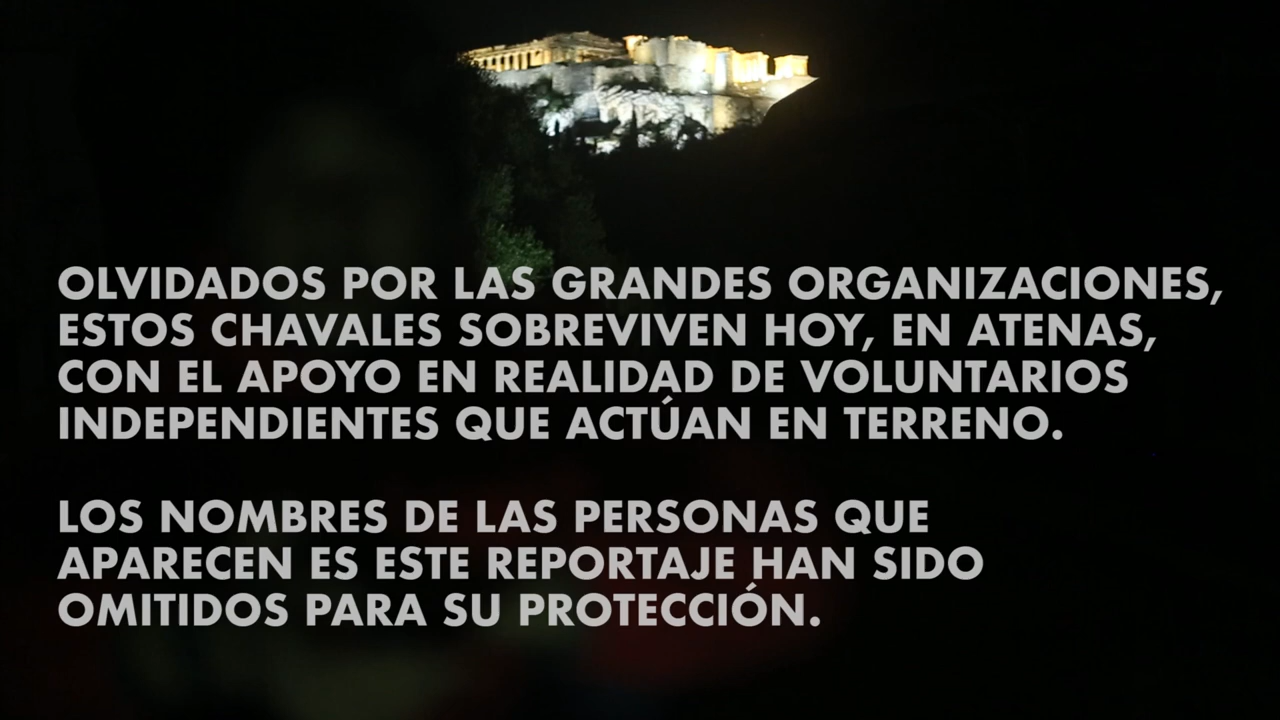 OLVIDADOS POR LAS GRANDES ORGANIZACIONES,
ESTOS CHAVALES SOBREVIVEN HOY, EN ATENAS,
CON EL APOYO EN REALIDAD DE VOLUNTARIOS
INDEPENDIENTES QUE ACTÚAN EN TERRENO.
LOS NOMBRES DE LAS PERSONAS QUE
APARECEN ES ESTE REPORTAJE HAN SIDO
OMITIDOS PARA SU PROTECCIÓN.